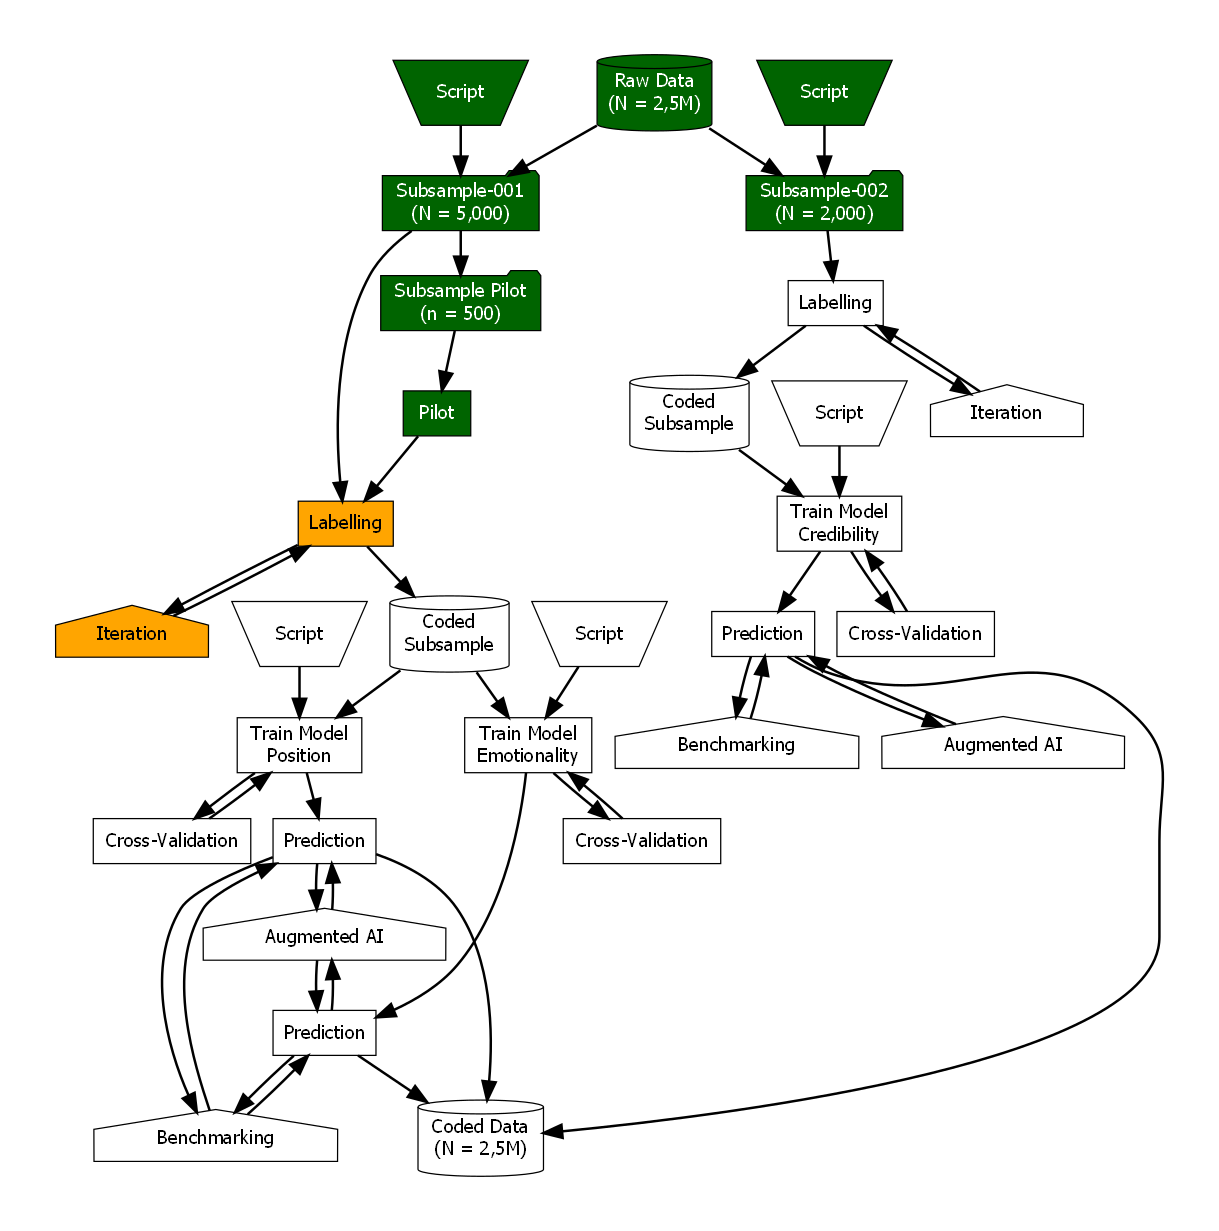 Script
Raw Data
(N = 2,5M)
Script
Subsample-001
(N = 5,000)
Subsample-002
(N = 2,000)
Subsample Pilot
(n = 500)
Labelling
Pilot
Coded
Subsample
Script
Iteration
Labelling
Train Model
Credibility
Iteration
Script
Coded
Subsample
Script
Prediction
Cross-Validation
Train Model
Position
Train Model
Emotionality
Benchmarking
Augmented AI
Cross-Validation
Prediction
Cross-Validation
Augmented AI
Prediction
Benchmarking
Coded Data
(N = 2,5M)